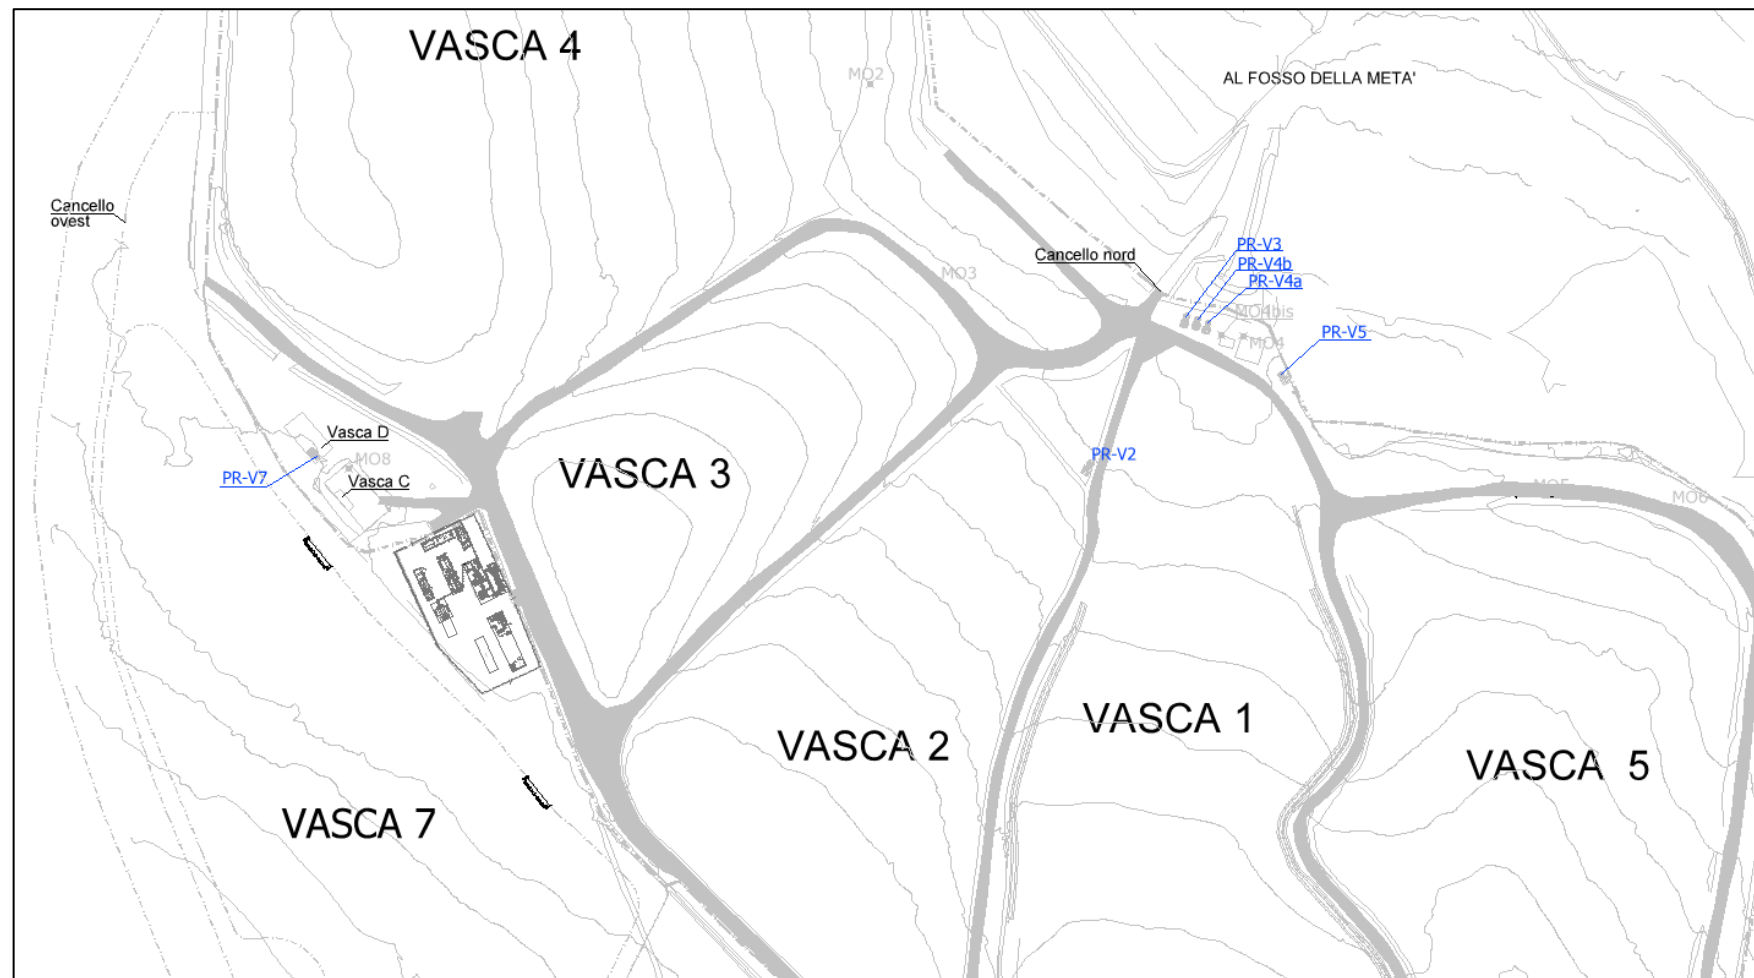 VASCA 4
MO2
AL FOSSO DELLA META'
Cancello
ovest
PR-V3
Cancello nord
PR-V4b
MO3
PR-V4a
MO4bis
PR-V5
MO4
Vasca D
PR-V2
MO8
VASCA 3
PR-V7
Vasca C
MO5
MO6
VASCA 1
VASCA 2
VASCA 5
VASCA 7